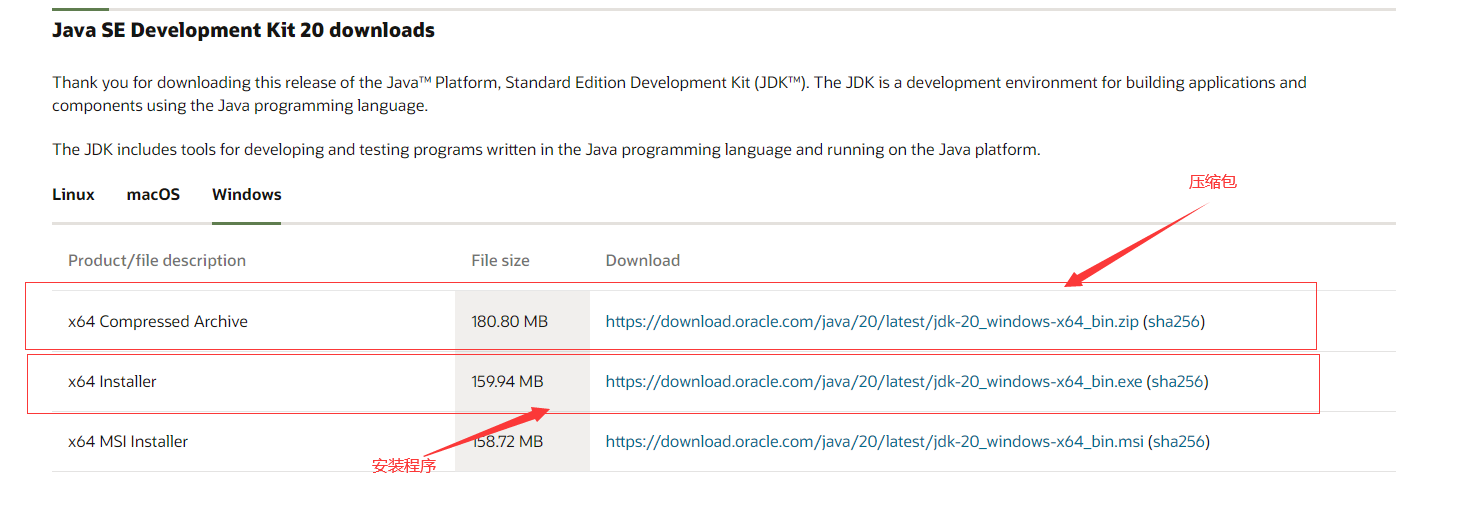 Java SE Development Kit 20 downloads
Thank you for downloading this release of the Java™ Platform, Standard Edition Development Kit (JDK™). The JDK is a development environment for building applications and
components using the Java programming language.
The JDK includes tools for developing and testing programs written in the Java programming language and running on the Java platform.
Linux macOS Windows
压缩包
Product/file description File size Download
x64 Compressed Archive 180.80 MB https://download.oracle.com/java/20/latest/jdk-20_windows-x64_bin.zip (sha256)
x64 Installer 159.94 MB https://download.oracle.com/java/20/latest/jdk-20_windows-x64_bin.exe (sha256)
x64 MSI Installer 158.72 MB https://download.oracle.com/java/20/latest/jdk-20_windows-x64_bin.msi (sha256)
安装程序